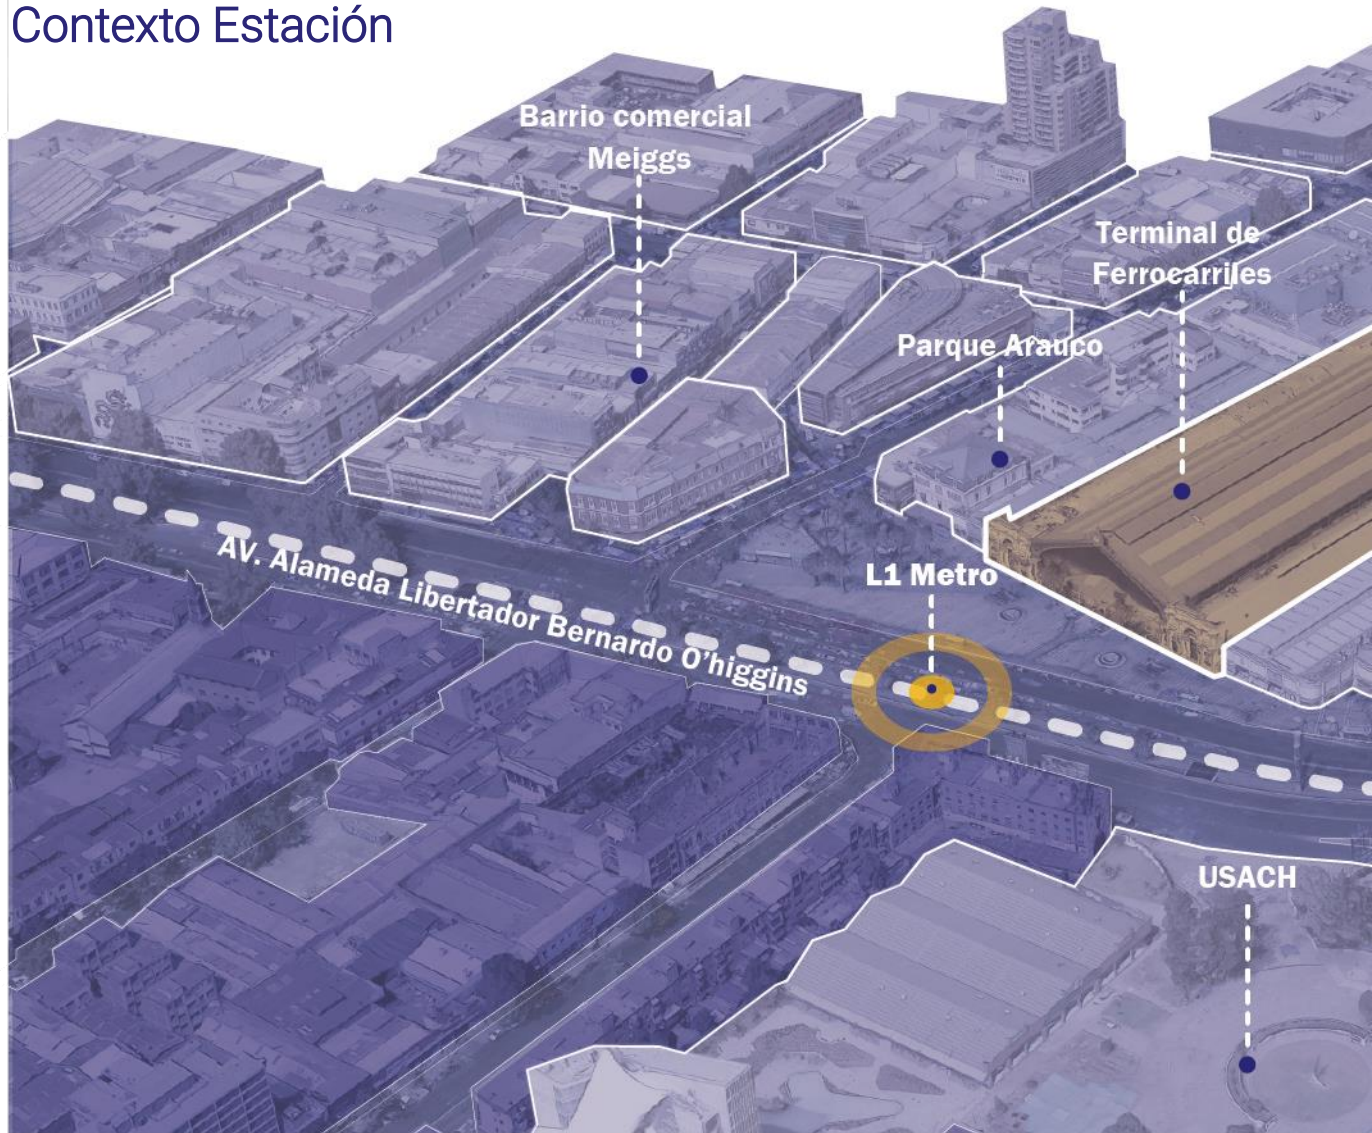 Contexto Estación
Barrio comercial
Meiggs
Terminal de
Ferrocarriles
Parque Arauco
L1 Metro
AV. Alameda Libertador Bernardo O'higgins
USACH